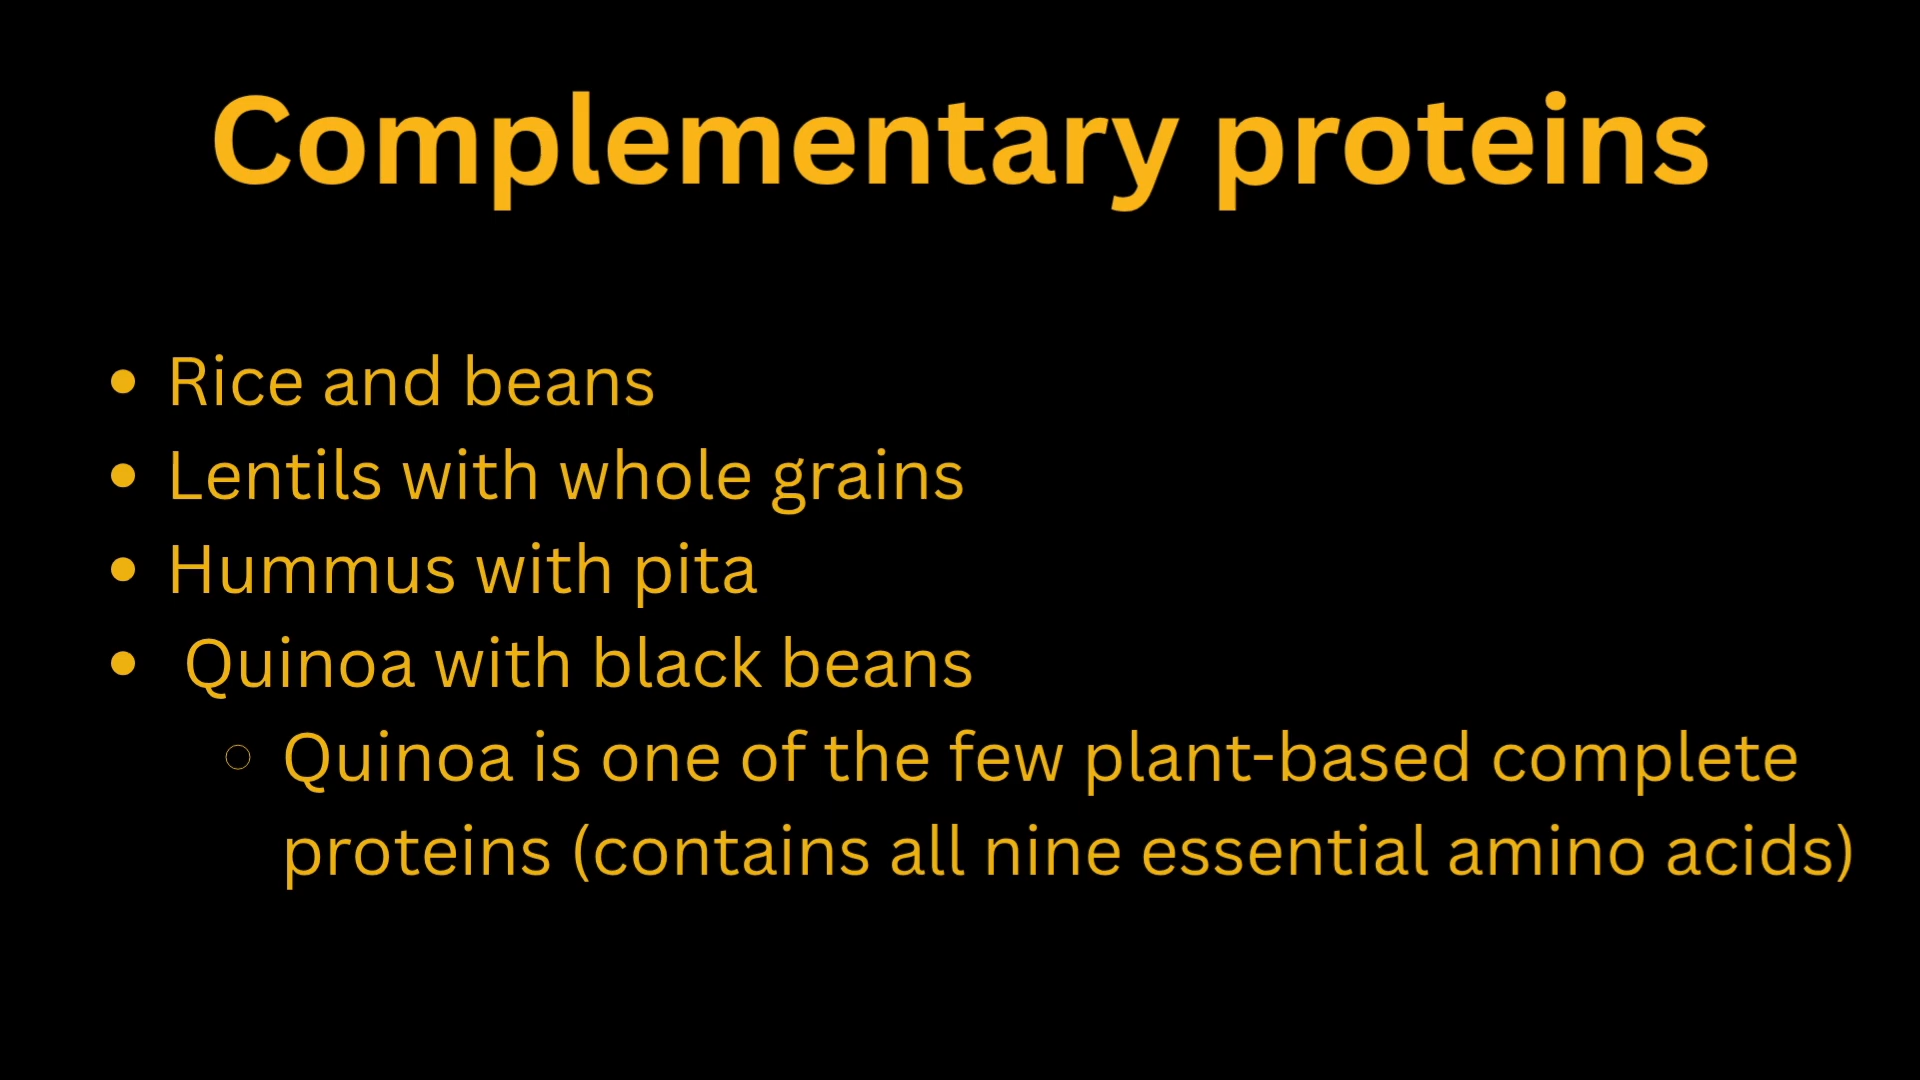 Complementary proteins
• Rice and beans
• Lentils with whole grains
• Hummus with pita
• Quinoa with black beans
○ Quinoa is one of the few plant-based complete
proteins (contains all nine essential amino acids)